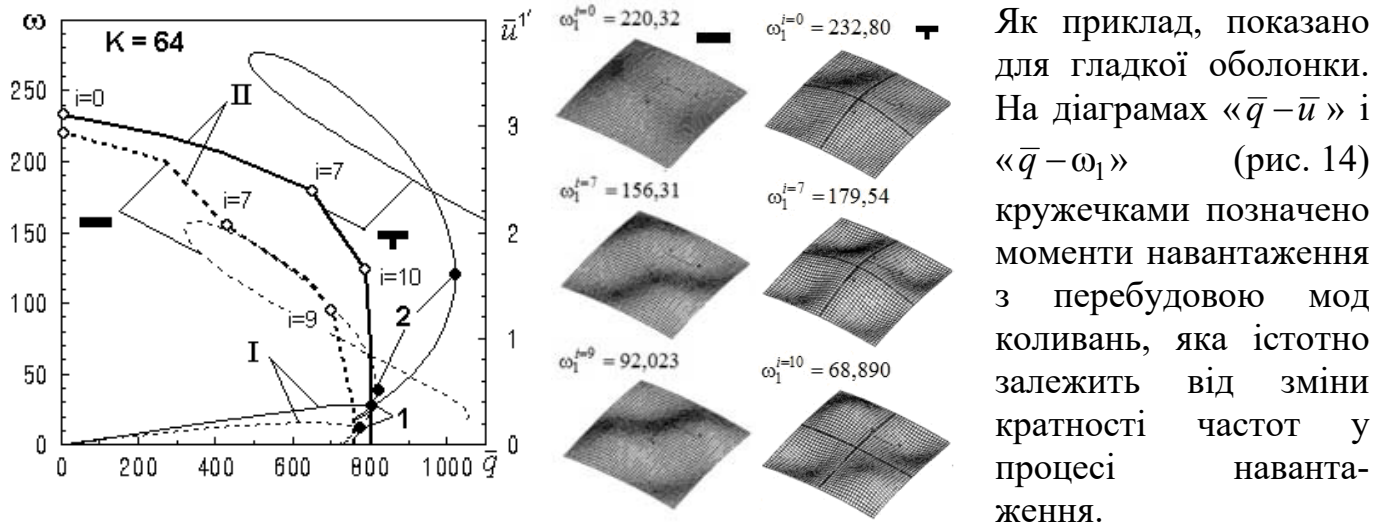 ω
K = 64
ū¹′
250
200
150
100
50
0
3
2
1
0
i=0
II
i=7
i=7
i=10
i=9
2
I
1
0
200
400
600
800
1000
q̅
ω₁ⁱ⁼⁰ = 220,32
ω₁ⁱ⁼⁰ = 232,80
ω₁ⁱ⁼⁷ = 156,31
ω₁ⁱ⁼⁷ = 179,54
ω₁ⁱ⁼⁹ = 92,023
ω₁ⁱ⁼¹⁰ = 68,890
Як приклад, показано
для гладкої оболонки.
На діаграмах « q̅ – u̅ » і
« q̅ – ω₁» (рис. 14)
кружечками позначено
моменти навантаження
з перебудовою мод
коливань, яка істотно
залежить від зміни
кратності частот у
процесі наванта-
ження.